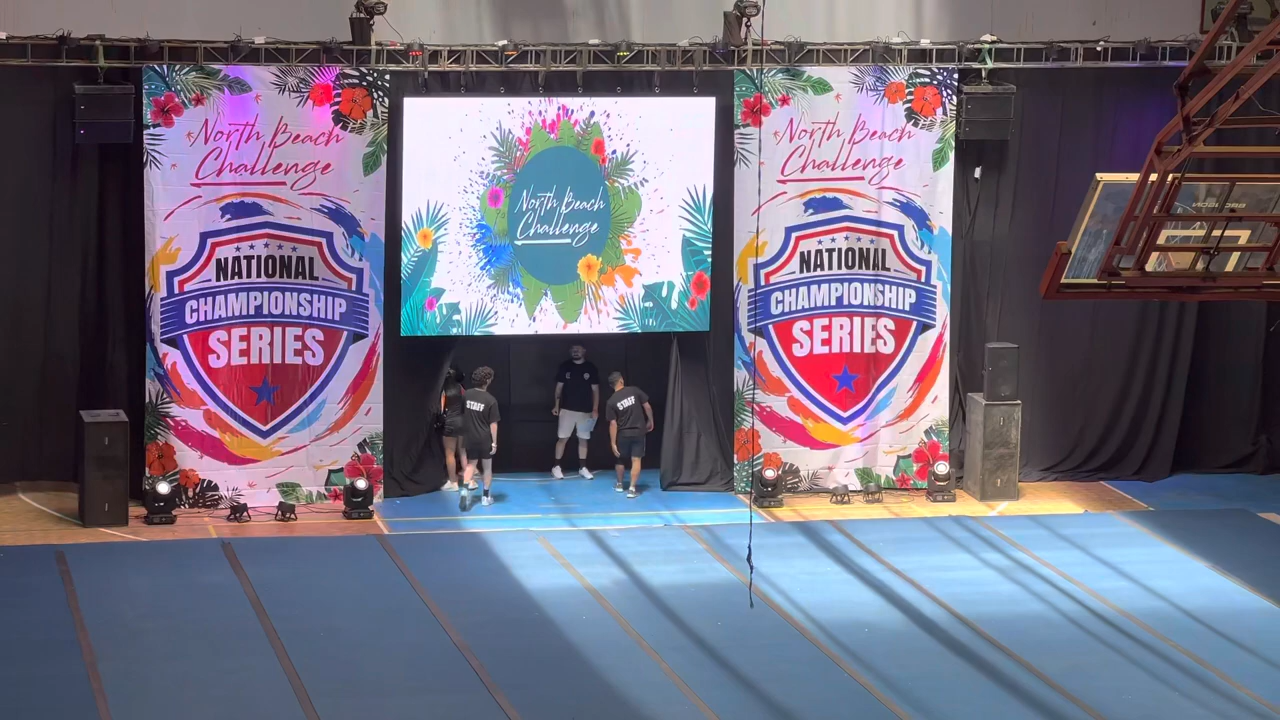 North Beach
Challenge
NATIONAL
CHAMPIONSHIP
SERIES
North Beach
Challenge
STAFF
STAFF
North Beach
Challenge
NATIONAL
CHAMPIONSHIP
SERIES